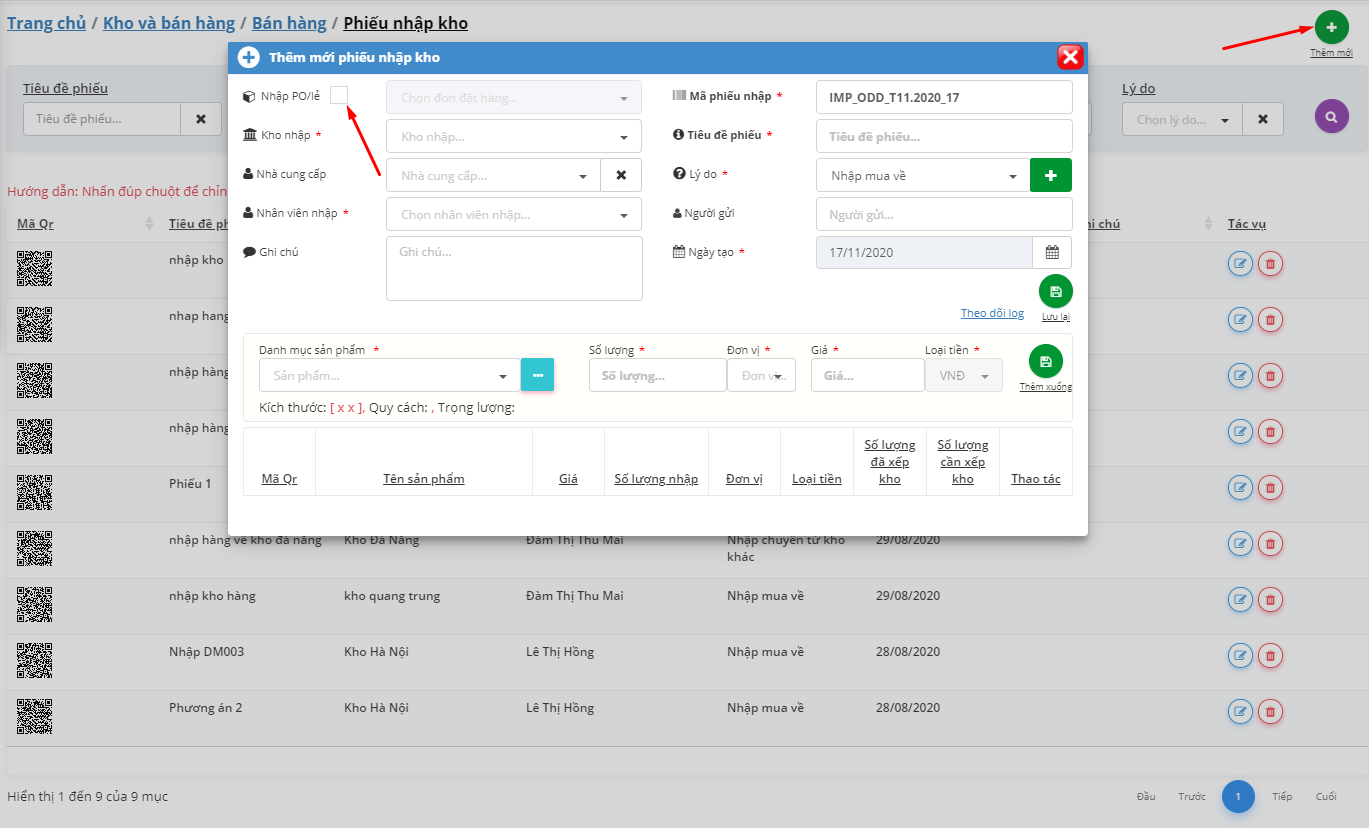 Trang chủ / Kho và bán hàng / Bán hàng / Phiếu nhập kho
Thêm mới
Tiêu đề phiếu
Tiêu đề phiếu...
Lý do
Chọn lý do...
Hướng dẫn: Nhấn đúp chuột để chỉn
Mã Qr
Tiêu đề ph
hi chú
Tác vụ
Thêm mới phiếu nhập kho
Nhập PO/lẻ
Chọn đơn đặt hàng...
Mã phiếu nhập *
IMP_ODD_T11.2020_17
Kho nhập *
Kho nhập...
Tiêu đề phiếu *
Tiêu đề phiếu...
Nhà cung cấp
Nhà cung cấp...
Lý do *
Nhập mua về
Nhân viên nhập *
Chọn nhân viên nhập...
Người gửi
Người gửi...
Ghi chú
Ghi chú...
Ngày tạo *
17/11/2020
Theo dõi log
Lưu lại
Danh mục sản phẩm *
Số lượng *
Đơn vị *
Giá *
Loại tiền *
Sản phẩm...
Số lượng...
Đơn v...
Giá...
VNĐ
Thêm xuống
Kích thước: [ x x ], Quy cách: , Trọng lượng:
Mã Qr
Tên sản phẩm
Giá
Số lượng nhập
Đơn vị
Loại tiền
Số lượng đã xếp kho
Số lượng cần xếp kho
Thao tác
nhập kho
nhap hang
nhập hàng
nhập hàng
Phiếu 1
nhập hàng về kho đà nẵng Kho Đà Nẵng Đàm Thị Thu Mai Nhập chuyển từ kho khác 29/08/2020
nhập kho hàng kho quang trung Đàm Thị Thu Mai Nhập mua về 29/08/2020
Nhập DM003 Kho Hà Nội Lê Thị Hồng Nhập mua về 28/08/2020
Phương án 2 Kho Hà Nội Lê Thị Hồng Nhập mua về 28/08/2020
Hiển thị 1 đến 9 của 9 mục
Đầu Trước 1 Tiếp Cuối